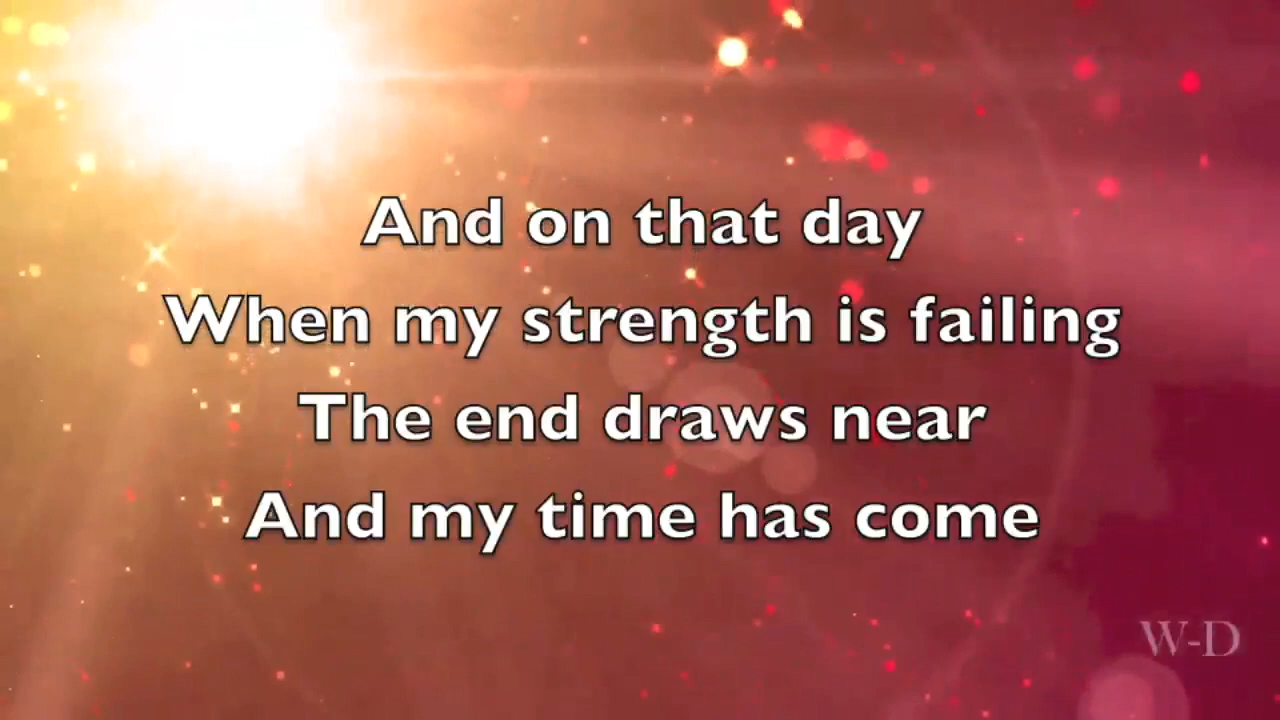 And on that day
When my strength is failing
The end draws near
And my time has come
W-D